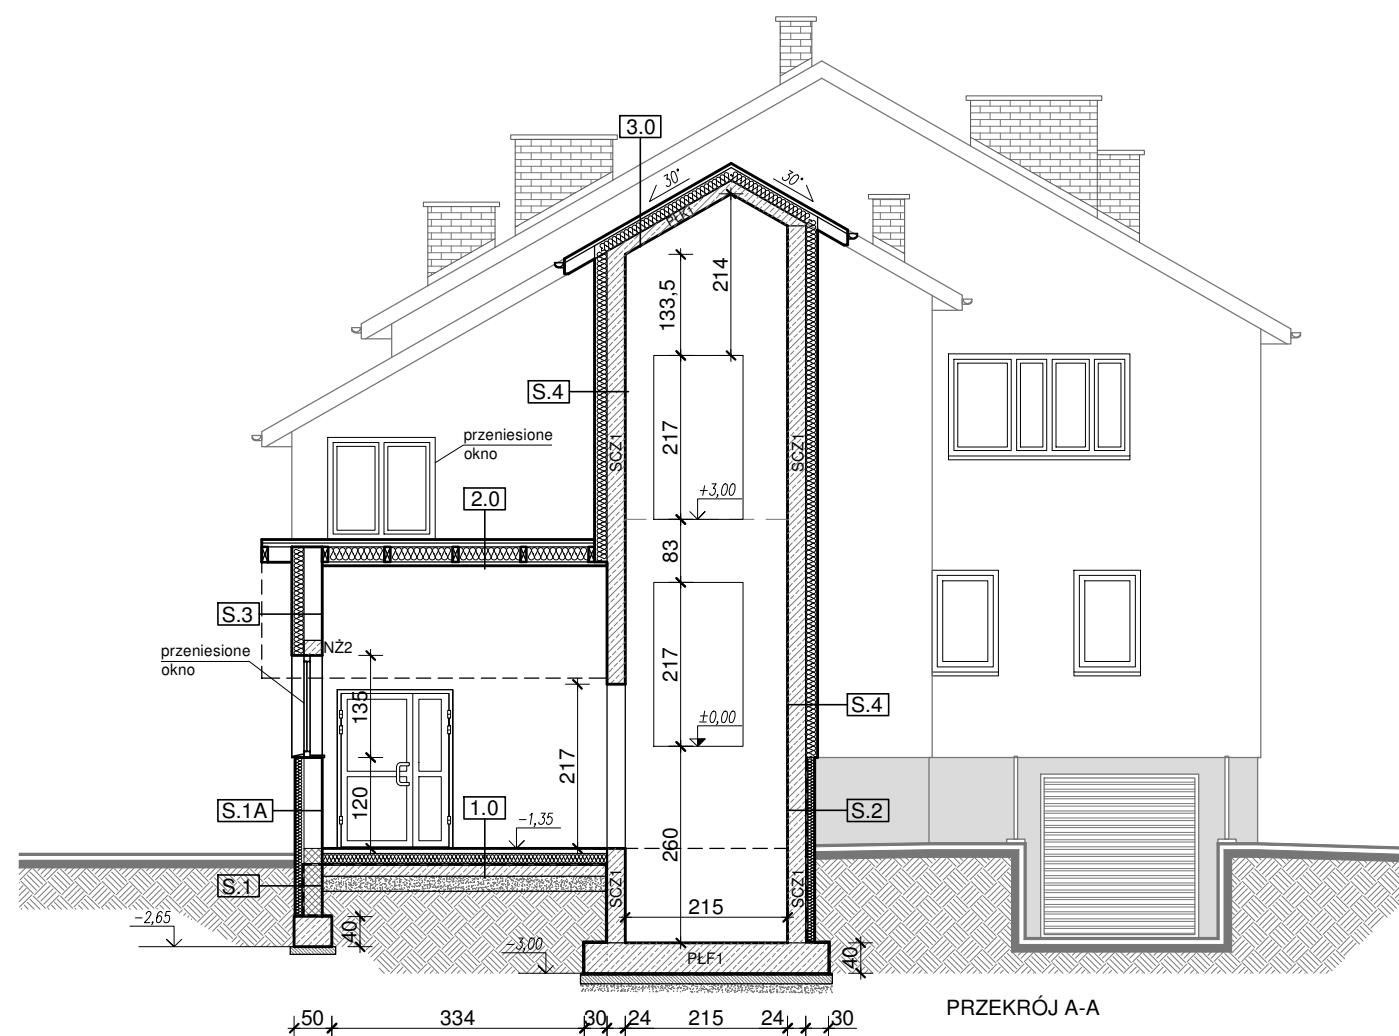 3.0
30°
30°
PŁK1
133,5
214
S.4
217
SCZ1
SCZ1
przeniesione
okno
+3,00
2.0
83
S.3
NŻ2
przeniesione
okno
217
135
S.4
±0,00
217
120
S.1A
1.0
-1,35
S.2
260
S.1
SCZ1
SCZ1
215
-2,65
40
-3,00
PŁF1
40
PRZEKRÓJ A-A
50
334
30
24
215
24
30